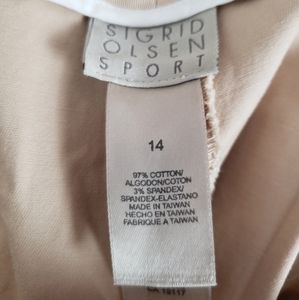 SIGRID
OLSEN
SPORT
14
97% COTTON/
ALGODON/COTON
3% SPANDEX/
SPANDEX-ELASTANO
MADE IN TAIWAN
HECHO EN TAIWAN
FABRIQUE A TAIWAN